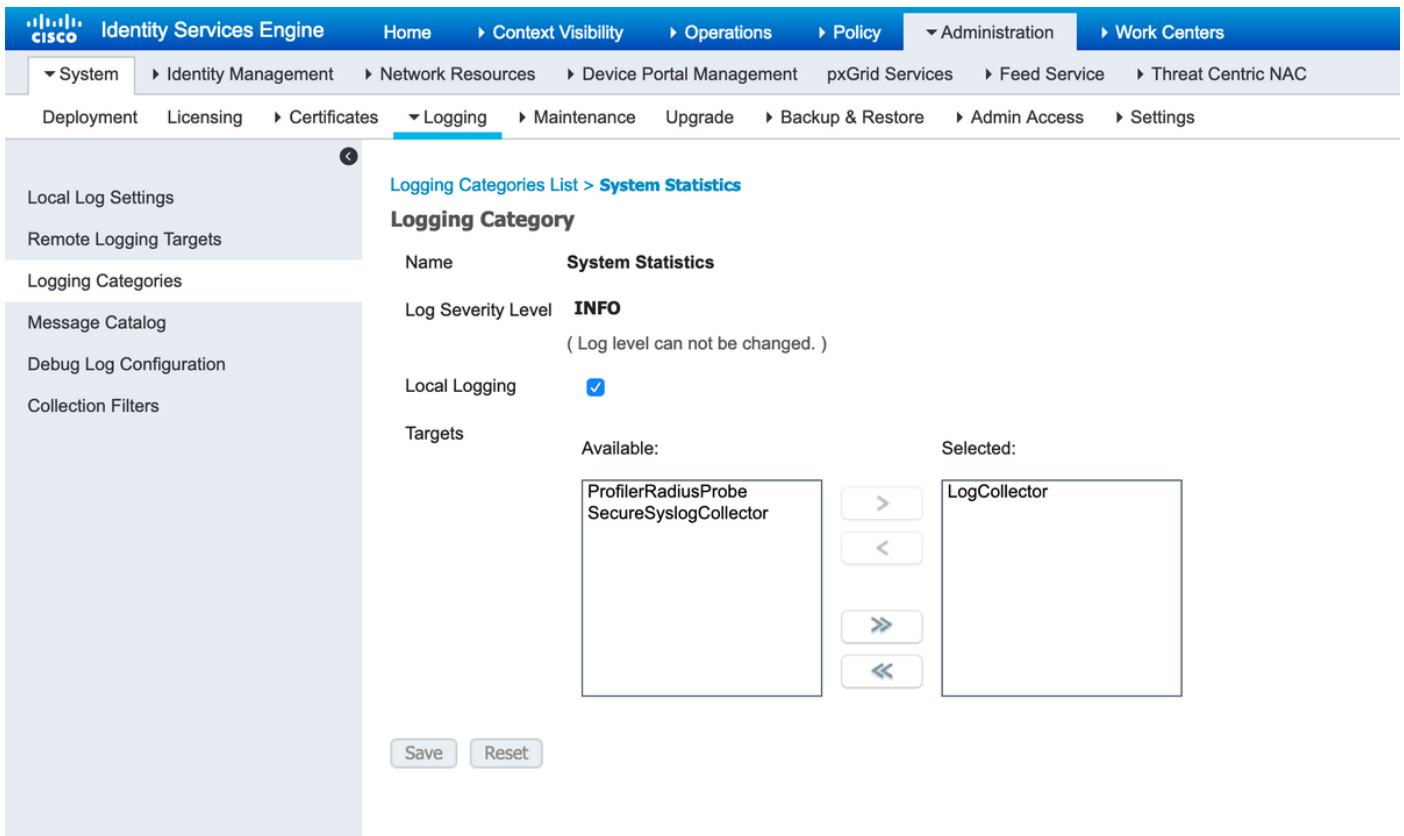 cisco Identity Services Engine Home Context Visibility Operations Policy Administration Work Centers
System Identity Management Network Resources Device Portal Management pxGrid Services Feed Service Threat Centric NAC
Deployment Licensing Certificates Logging Maintenance Upgrade Backup & Restore Admin Access Settings
Local Log Settings
Remote Logging Targets
Logging Categories
Message Catalog
Debug Log Configuration
Collection Filters
Logging Categories List > System Statistics
Logging Category
Name System Statistics
Log Severity Level INFO
( Log level can not be changed. )
Local Logging
Targets
Available: Selected:
ProfilerRadiusProbe LogCollector
SecureSyslogCollector
>
<
>>
<<
Save Reset